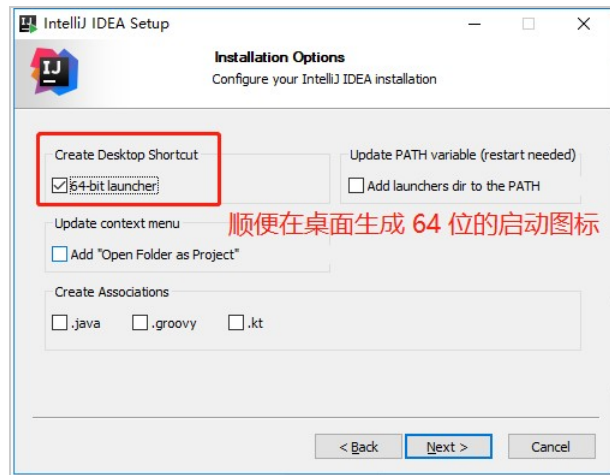 IntelliJ IDEA Setup
IJ
Installation Options
Configure your IntelliJ IDEA installation
Create Desktop Shortcut
64-bit launcher
Update PATH variable (restart needed)
Add launchers dir to the PATH
Update context menu
顺便在桌面生成 64 位的启动图标
Add "Open Folder as Project"
Create Associations
.java .groovy .kt
< Back Next > Cancel